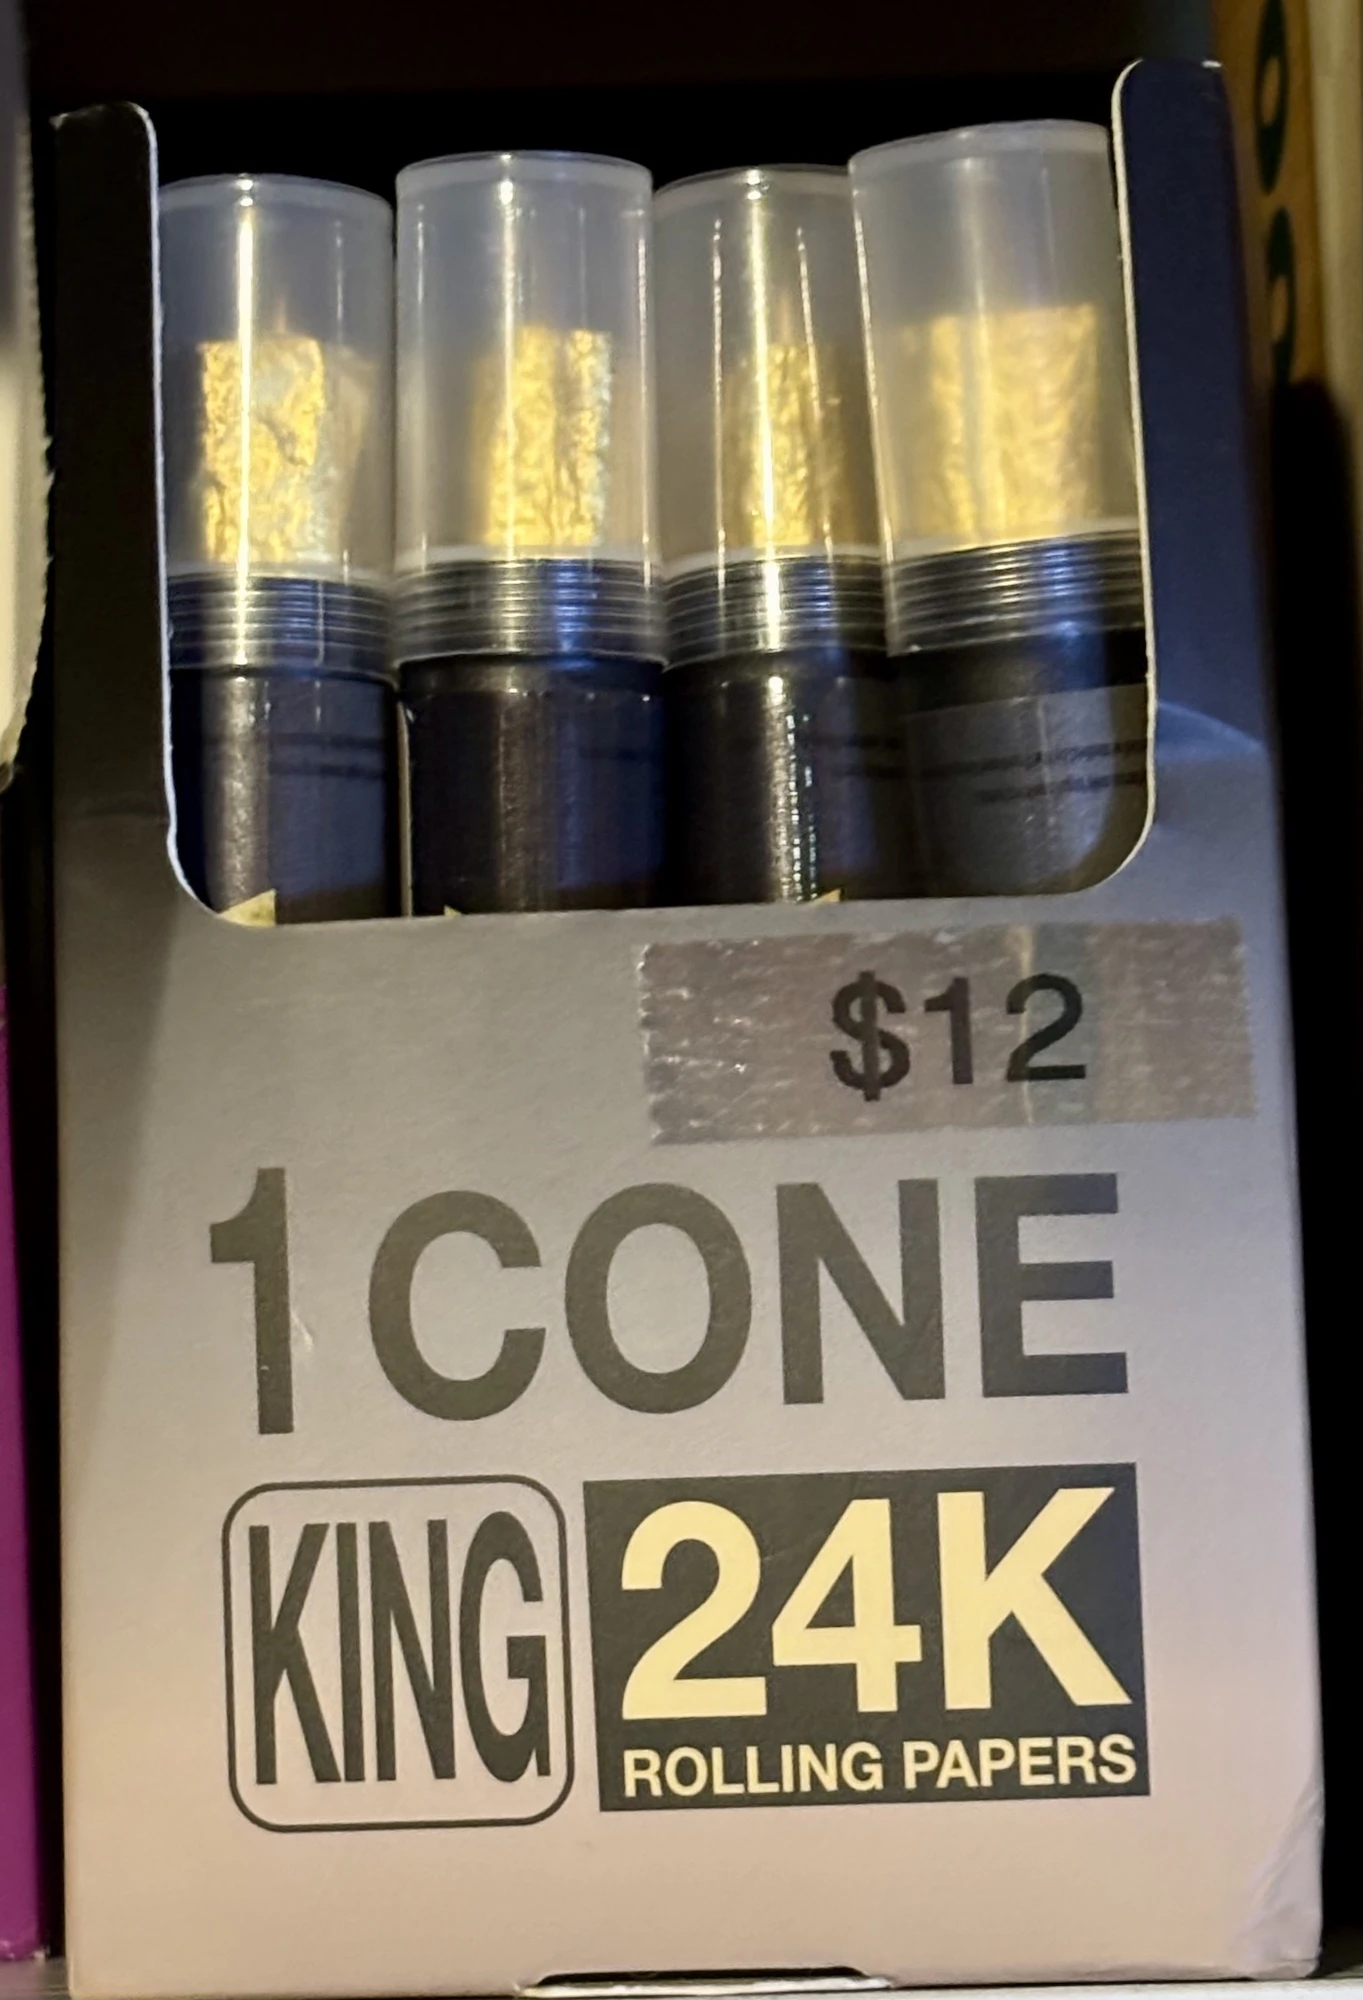 $12
1 CONE
KING
24K
ROLLING PAPERS